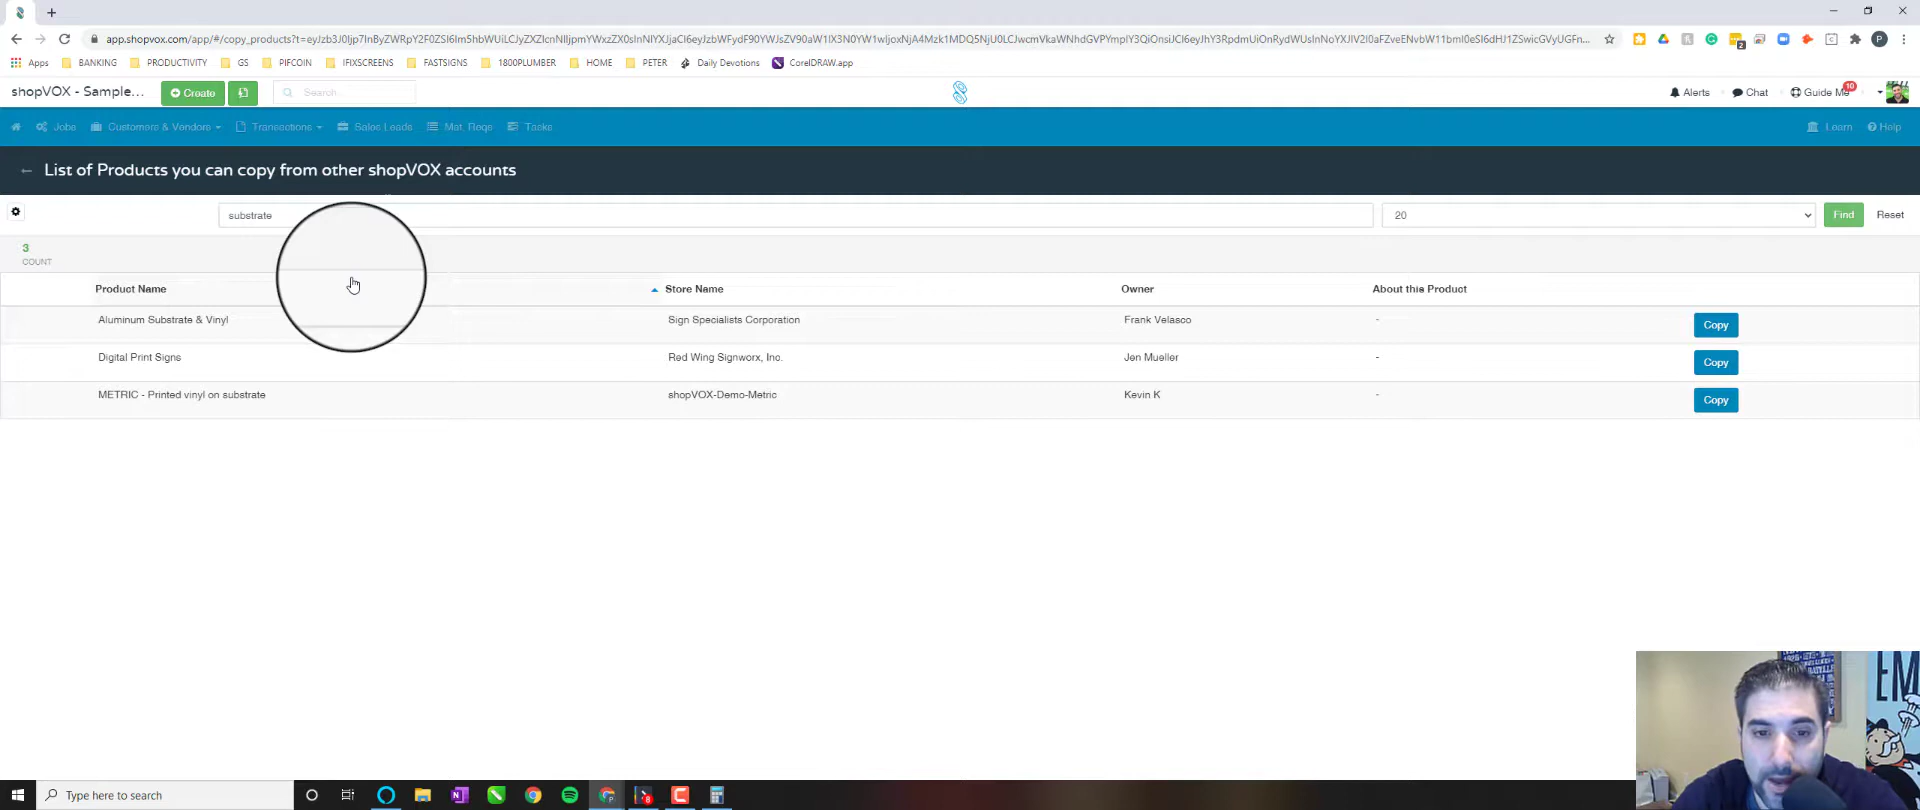 app.shopvox.com/app/#/copy_products?t=
Apps BANKING PRODUCTIVITY GS PIFCOIN IFIXSCREENS FASTSIGNS 1800PLUMBER HOME PETER Daily Devotions CorelDRAW.app
shopVOX - Sample... Create Search... Alerts Chat Guide Me 10
Jobs Customers & Vendors Transactions Sales Leads Mat. Reqs Tasks Learn Help
← List of Products you can copy from other shopVOX accounts
substrate 20 Find Reset
3
COUNT
Product Name Store Name Owner About this Product
Aluminum Substrate & Vinyl Sign Specialists Corporation Frank Velasco - Copy
Digital Print Signs Red Wing Signworx, Inc. Jen Mueller - Copy
METRIC - Printed vinyl on substrate shopVOX-Demo-Metric Kevin K - Copy
EM
Type here to search